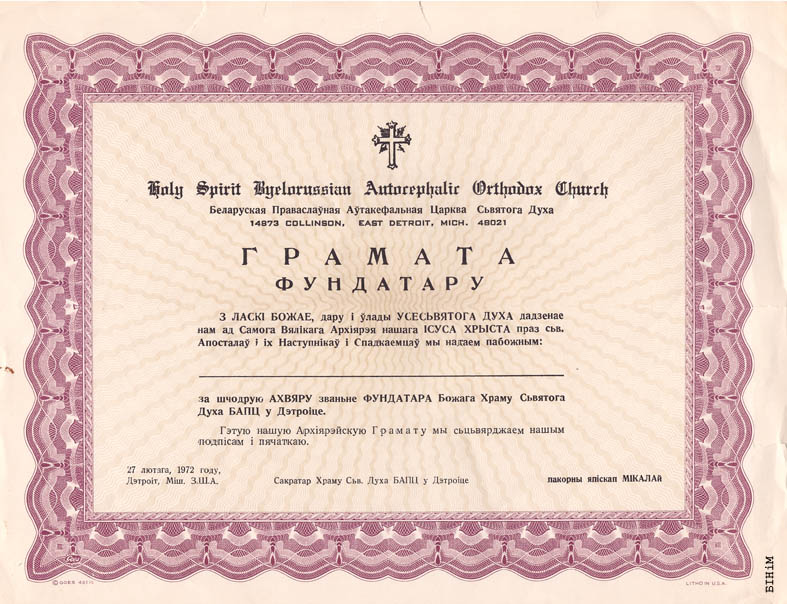 Holy Spirit Byelorussian Autocephalic Orthodox Church
Беларуская Праваслаўная Аўтакефальная Царква Сьвятога Духа
14873 COLLINSON, EAST DETROIT, MICH. 48021
ГРАМАТА
ФУНДАТАРУ
З ЛАСКІ БОЖАЕ, дару і ўлады УСЕСЬВЯТОГА ДУХА дадзенае
нам ад Самога Вялікага Архіярэя нашага ІСУСА ХРЫСТА праз сьв.
Апосталаў і іх Наступнікаў і Спадкаемцаў мы надаем пабожным:
за шчодрую АХВЯРУ званьне ФУНДАТАРА Божага Храму Сьвятога
Духа БАПЦ у Дэтроіце.
Гэтую нашую Архіярэйскую Грамату мы сьцьвярджаем нашым
подпісам і пячаткаю.
27 лютага, 1972 году,
Дэтроіт, Міш. З.Ш.А.
Сакратар Храму Сьв. Духа БАПЦ у Дэтроіце
пакорны япіскап МІКАЛАЙ
LITHO IN U.S.A.
БІНіМ